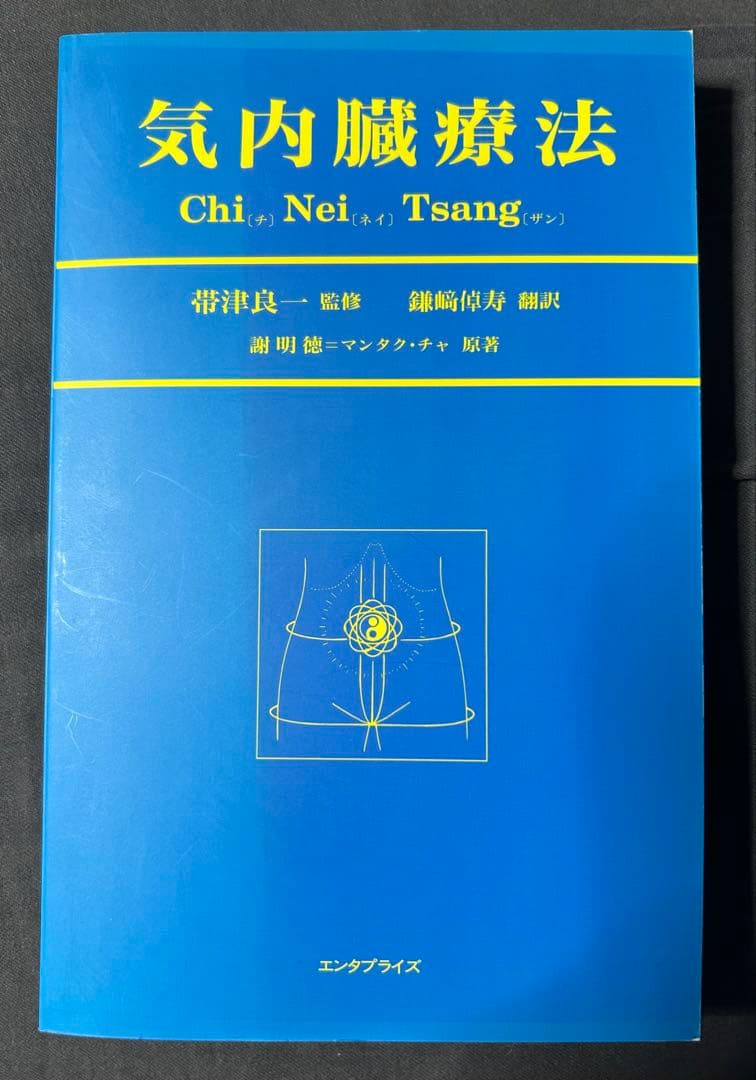 気内臓療法
Chi〔チ〕 Nei〔ネイ〕 Tsang〔ザン〕
帯津良一 監修 鎌﨑倬寿 翻訳
謝明徳=マンタク・チャ 原著
エンタプライズ